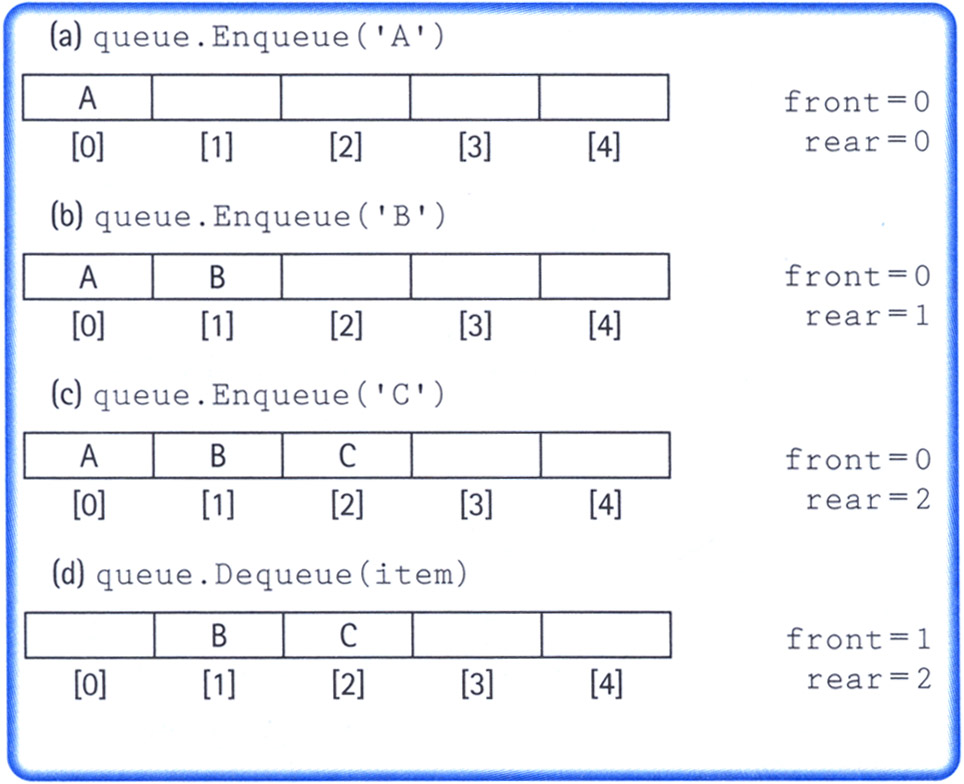 (a) queue.Enqueue('A')
A
front=0
[0] [1] [2] [3] [4]
rear=0
(b) queue.Enqueue('B')
A B
front=0
[0] [1] [2] [3] [4]
rear=1
(c) queue.Enqueue('C')
A B C
front=0
[0] [1] [2] [3] [4]
rear=2
(d) queue.Dequeue(item)
B C
front=1
[0] [1] [2] [3] [4]
rear=2